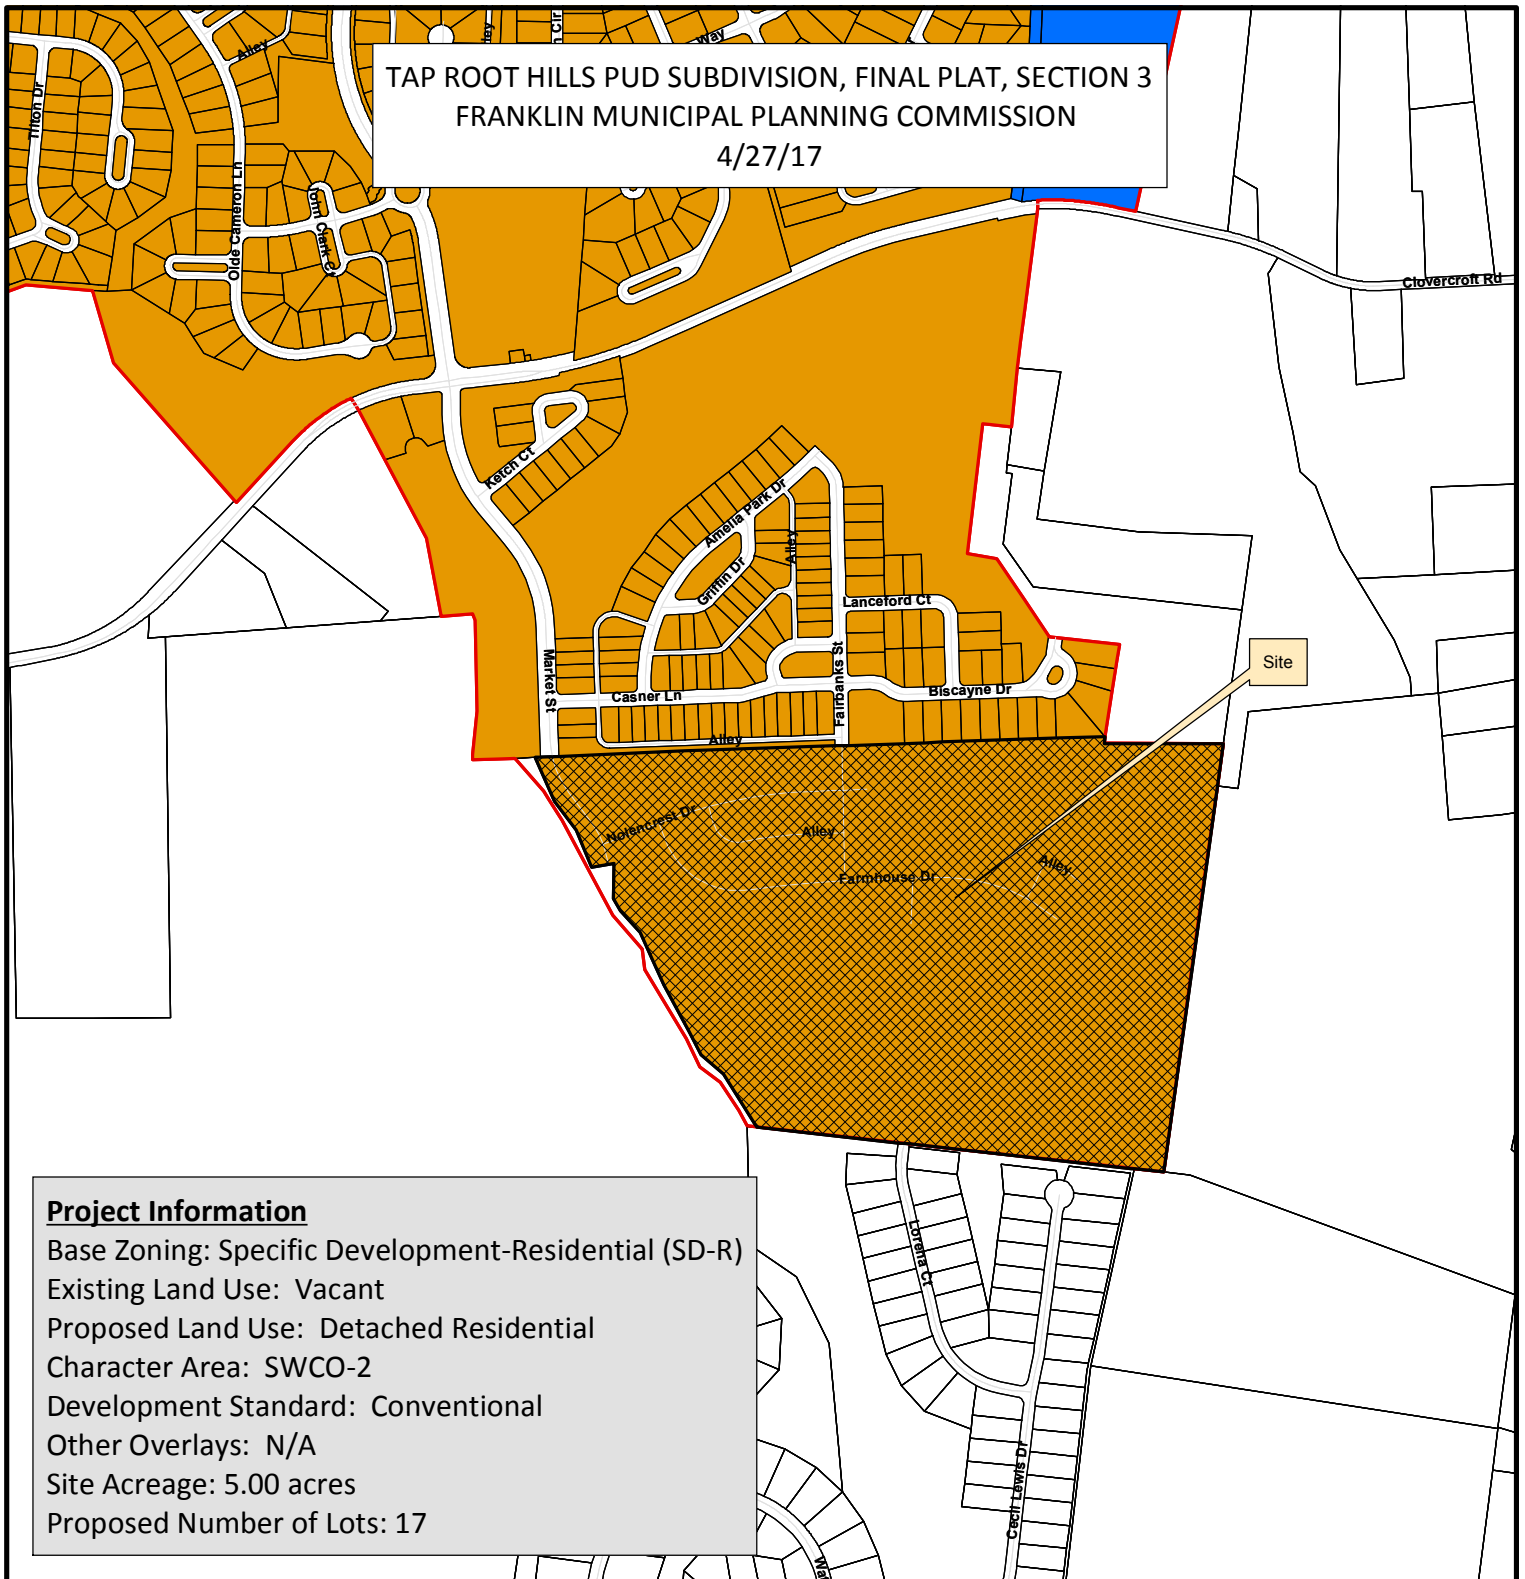 TAP ROOT HILLS PUD SUBDIVISION, FINAL PLAT, SECTION 3
FRANKLIN MUNICIPAL PLANNING COMMISSION
4/27/17
Alley
Way
Triton Dr
Olde Cameron Ln
John Clark Ct
Clovercroft Rd
Ketch Ct
Amelia Park Dr
Griffin Dr
Alley
Lanceford Ct
Market St
Casner Ln
Fairbanks St
Biscayne Dr
Alley
Site
Nolencrest Dr
Alley
Farmhouse Dr
Alley
Lorena Ct
Cecil Lewis Dr
Project Information
Base Zoning: Specific Development-Residential (SD-R)
Existing Land Use: Vacant
Proposed Land Use: Detached Residential
Character Area: SWCO-2
Development Standard: Conventional
Other Overlays: N/A
Site Acreage: 5.00 acres
Proposed Number of Lots: 17